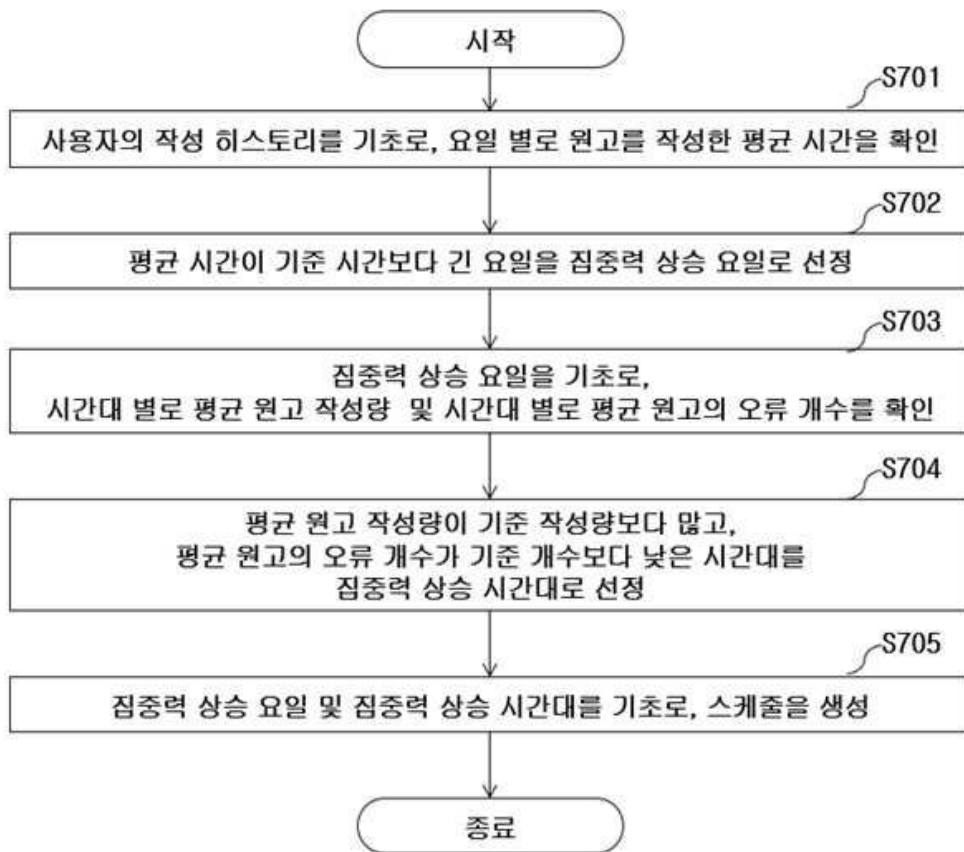 시작
S701
사용자의 작성 히스토리를 기초로, 요일 별로 원고를 작성한 평균 시간을 확인
S702
평균 시간이 기준 시간보다 긴 요일을 집중력 상승 요일로 선정
S703
집중력 상승 요일을 기초로,
시간대 별로 평균 원고 작성량 및 시간대 별로 평균 원고의 오류 개수를 확인
S704
평균 원고 작성량이 기준 작성량보다 많고,
평균 원고의 오류 개수가 기준 개수보다 낮은 시간대를
집중력 상승 시간대로 선정
S705
집중력 상승 요일 및 집중력 상승 시간대를 기초로, 스케줄을 생성
종료